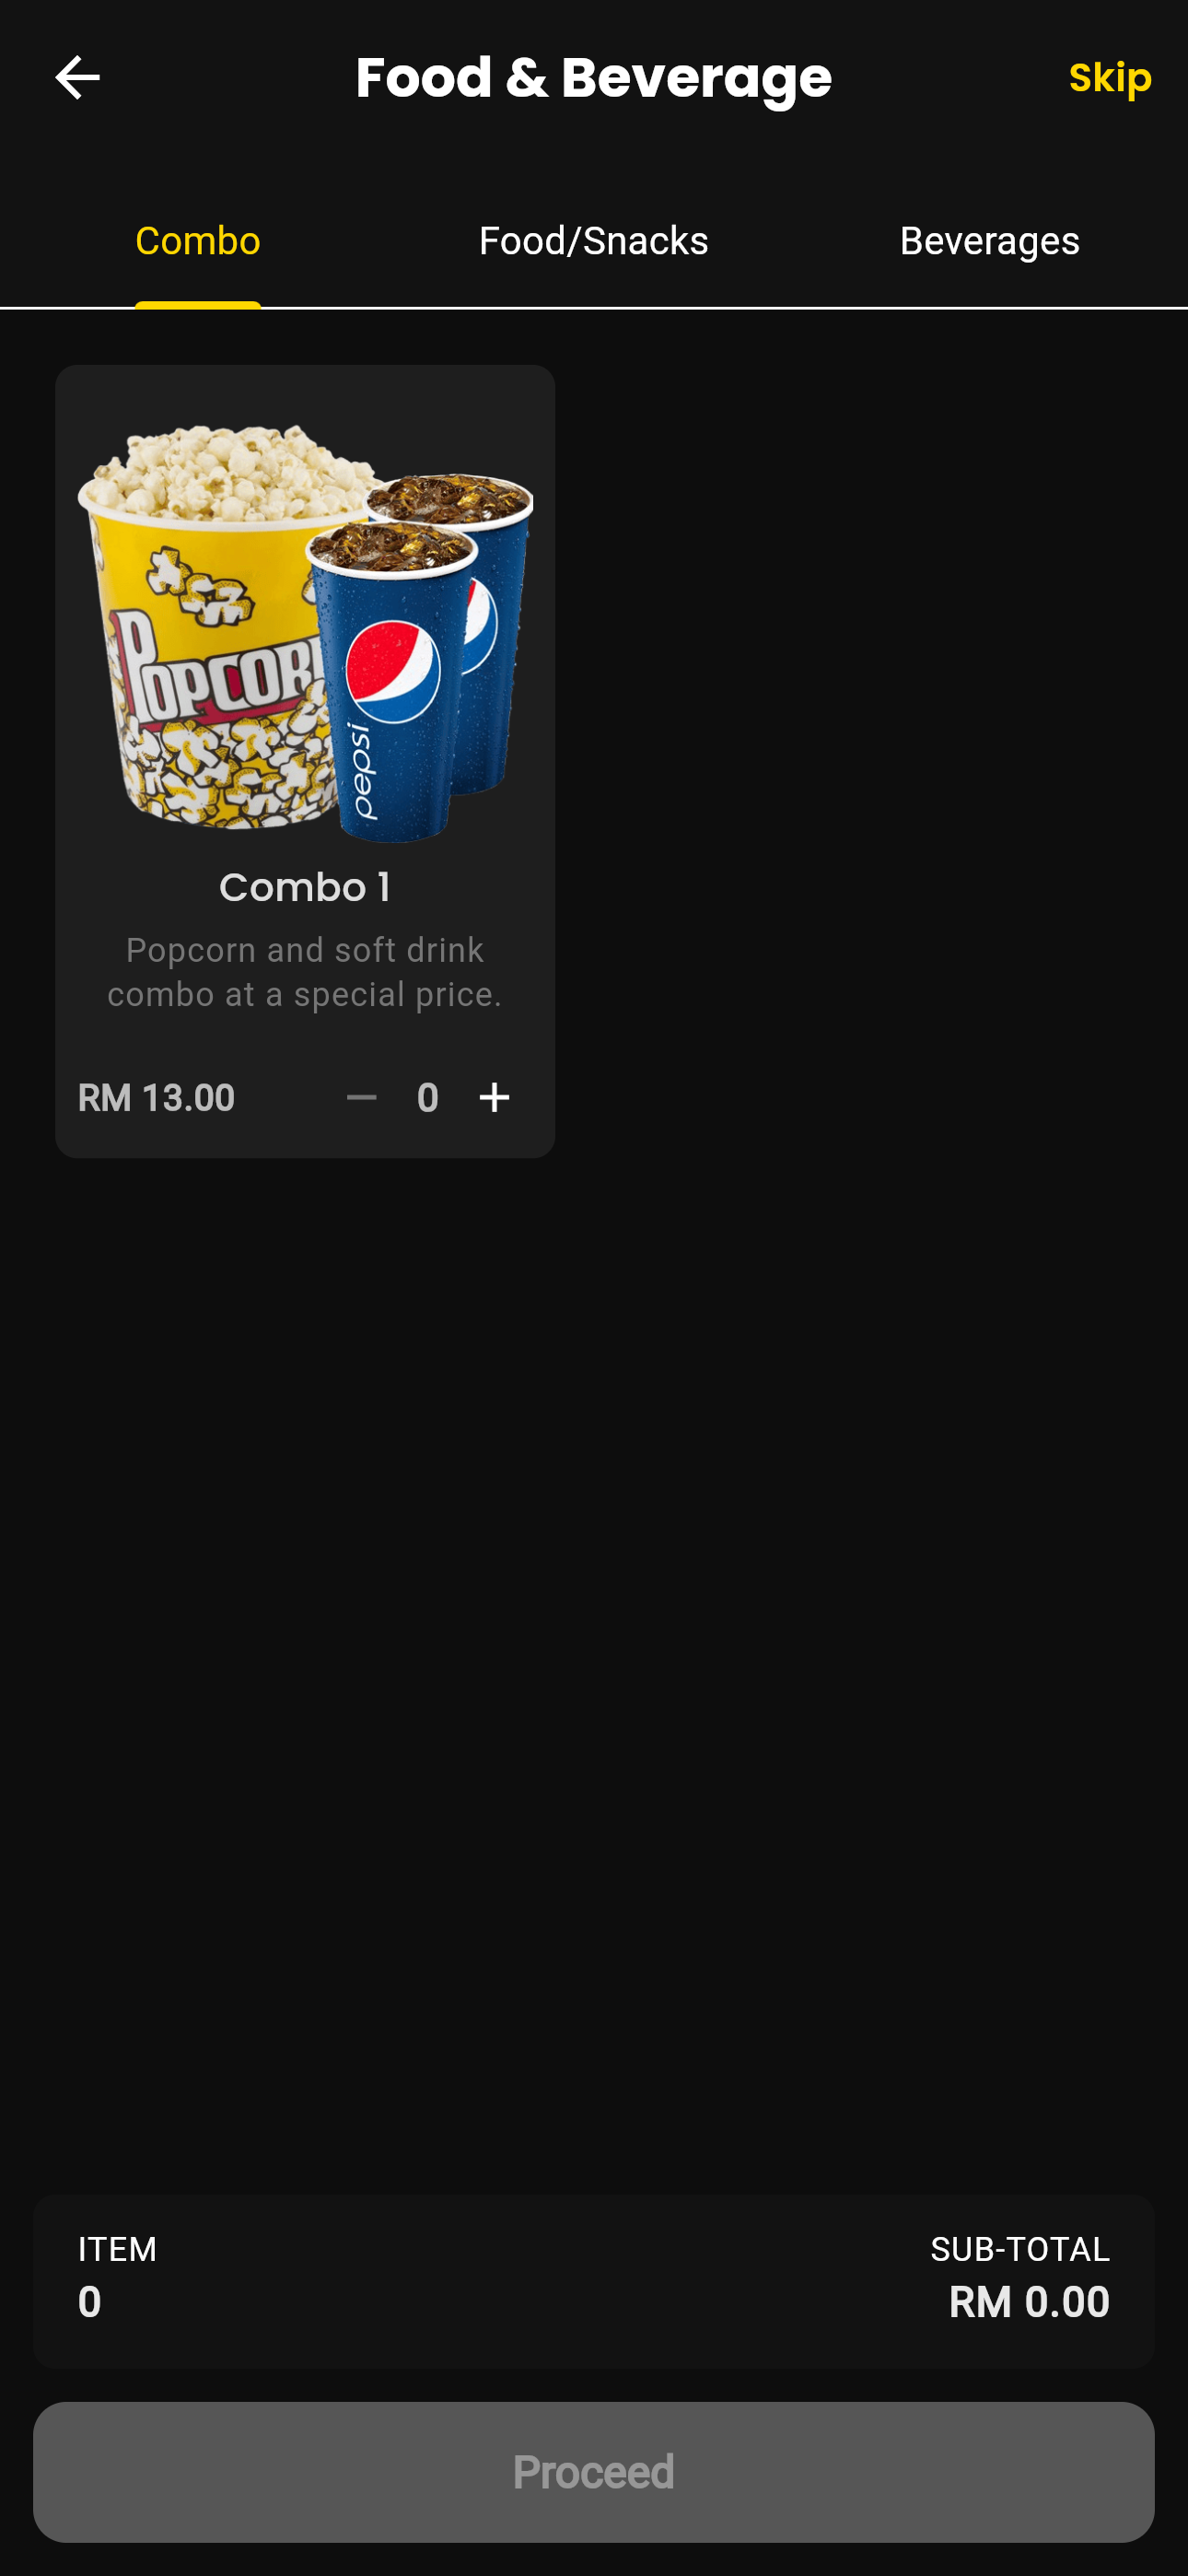 Food & Beverage
Skip
Combo
Food/Snacks
Beverages
POPCOR
pepsi
Combo 1
Popcorn and soft drink
combo at a special price.
RM 13.00
0
ITEM
SUB-TOTAL
0
RM 0.00
Proceed